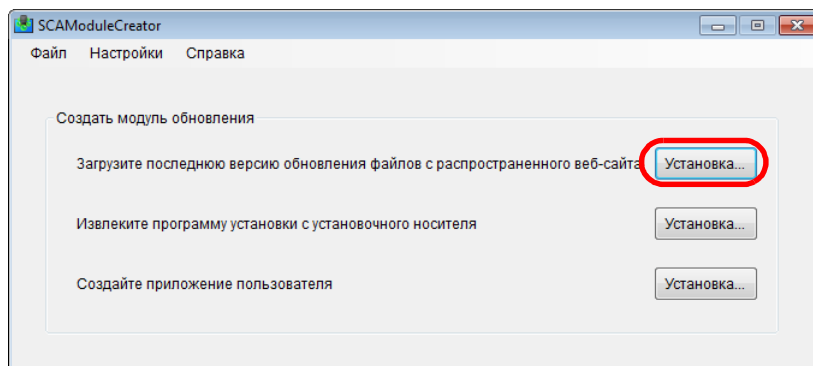 SCAModuleCreator
Файл Настройки Справка
Создать модуль обновления
Загрузите последнюю версию обновления файлов с распространенного веб-сайта Установка...
Извлеките программу установки с установочного носителя Установка...
Создайте приложение пользователя Установка...